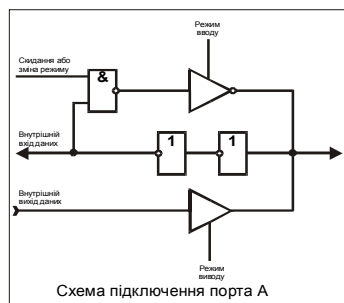 Режим
вводу
Скидання або
зміна режиму
&
Внутрішній
вхід даних
1
1
Внутрішній
вихід даних
Режим
виводу
Схема підключення порта А